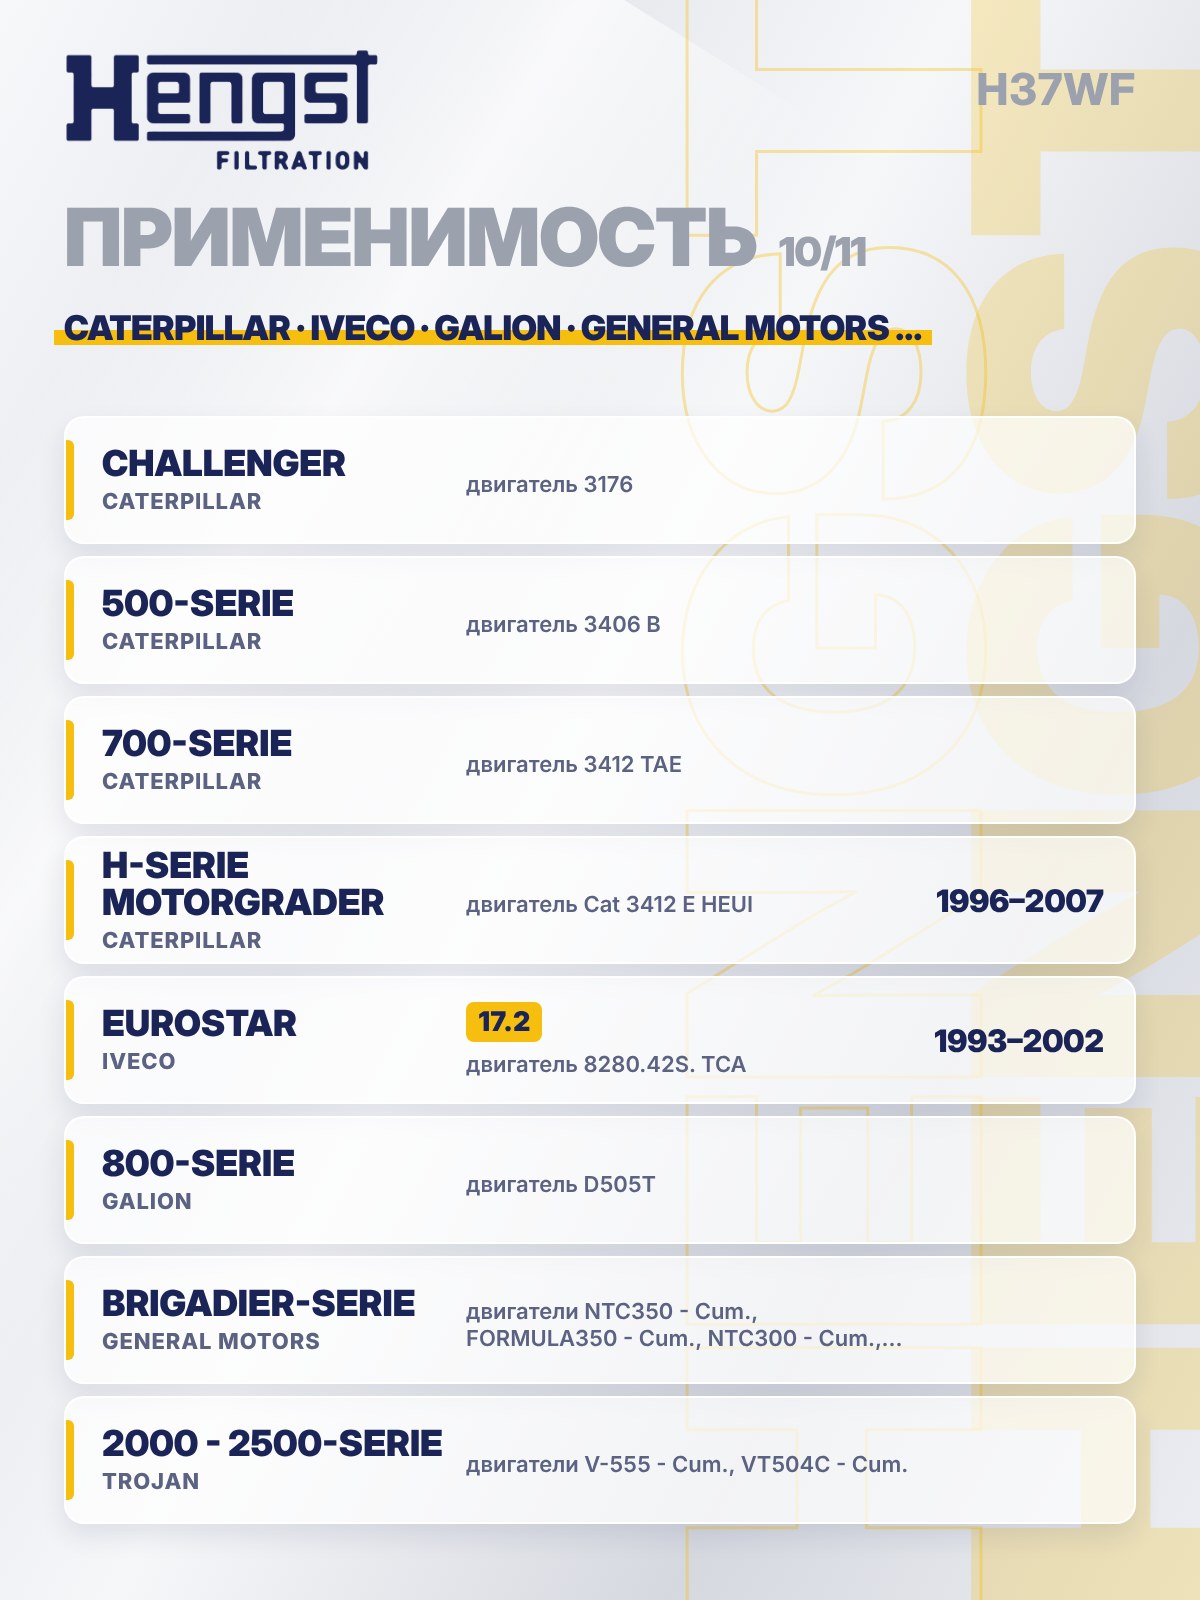 Hengst
FILTRATION
H37WF
ПРИМЕНИМОСТЬ 10/11
CATERPILLAR · IVECO · GALION · GENERAL MOTORS ...
CHALLENGER
CATERPILLAR
двигатель 3176
500-SERIE
CATERPILLAR
двигатель 3406 B
700-SERIE
CATERPILLAR
двигатель 3412 TAE
H-SERIE
MOTORGRADER
CATERPILLAR
двигатель Cat 3412 E HEUI
1996–2007
EUROSTAR
IVECO
17.2
двигатель 8280.42S. TCA
1993–2002
800-SERIE
GALION
двигатель D505T
BRIGADIER-SERIE
GENERAL MOTORS
двигатели NTC350 - Cum.,
FORMULA350 - Cum., NTC300 - Cum.,...
2000 - 2500-SERIE
TROJAN
двигатели V-555 - Cum., VT504C - Cum.
HENGST
HENGST